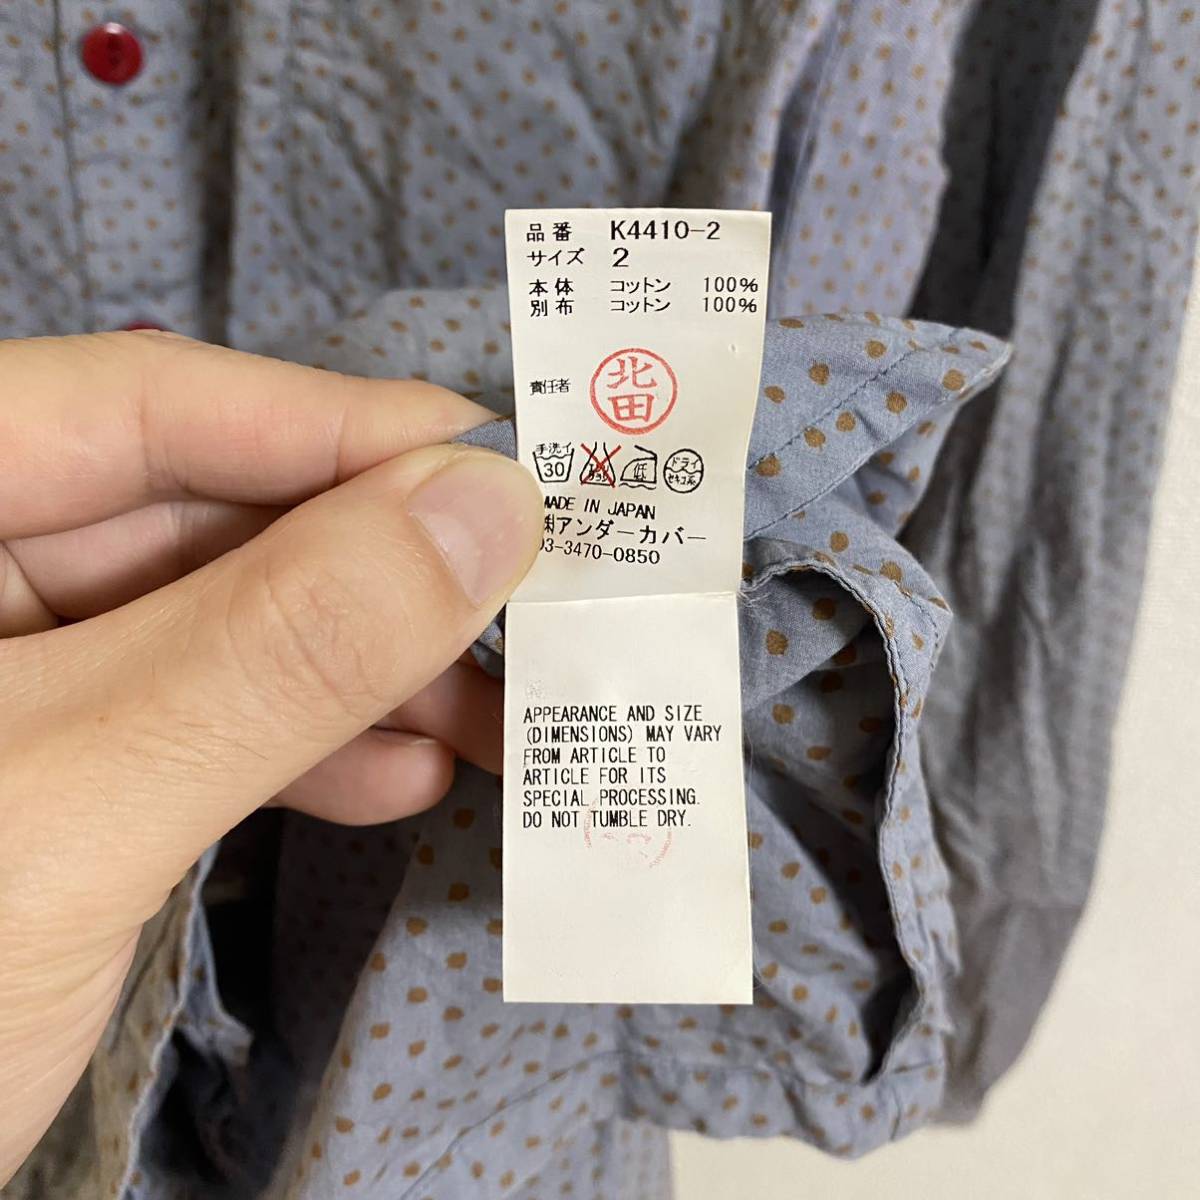 品番 K4410-2
サイズ 2
本体 コットン 100%
別布 コットン 100%
責任者 北田
手洗イ 30 低 ドライ セキユ系
MADE IN JAPAN
㈱アンダーカバー
03-3470-0850
APPEARANCE AND SIZE
(DIMENSIONS) MAY VARY
FROM ARTICLE TO
ARTICLE FOR ITS
SPECIAL PROCESSING.
DO NOT TUMBLE DRY.